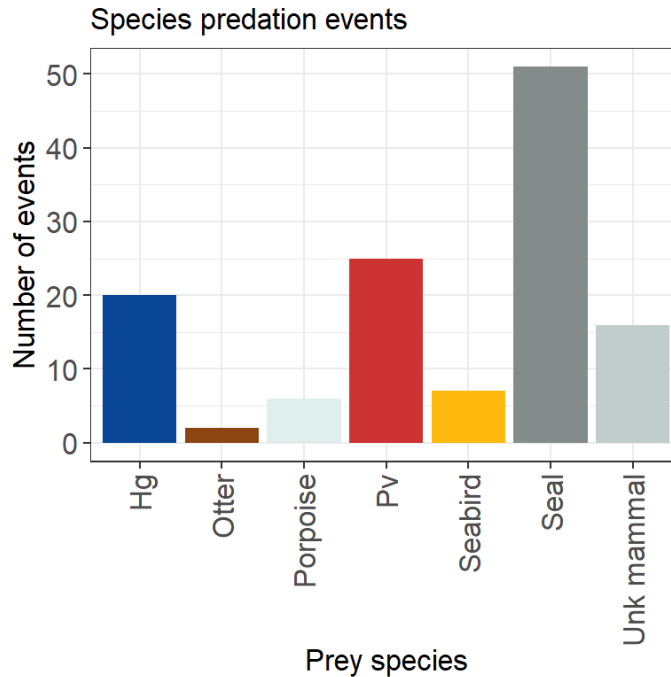 Species predation events
Number of events
50
40
30
20
10
0
Hg
Otter
Porpoise
Pv
Seabird
Seal
Unk mammal
Prey species